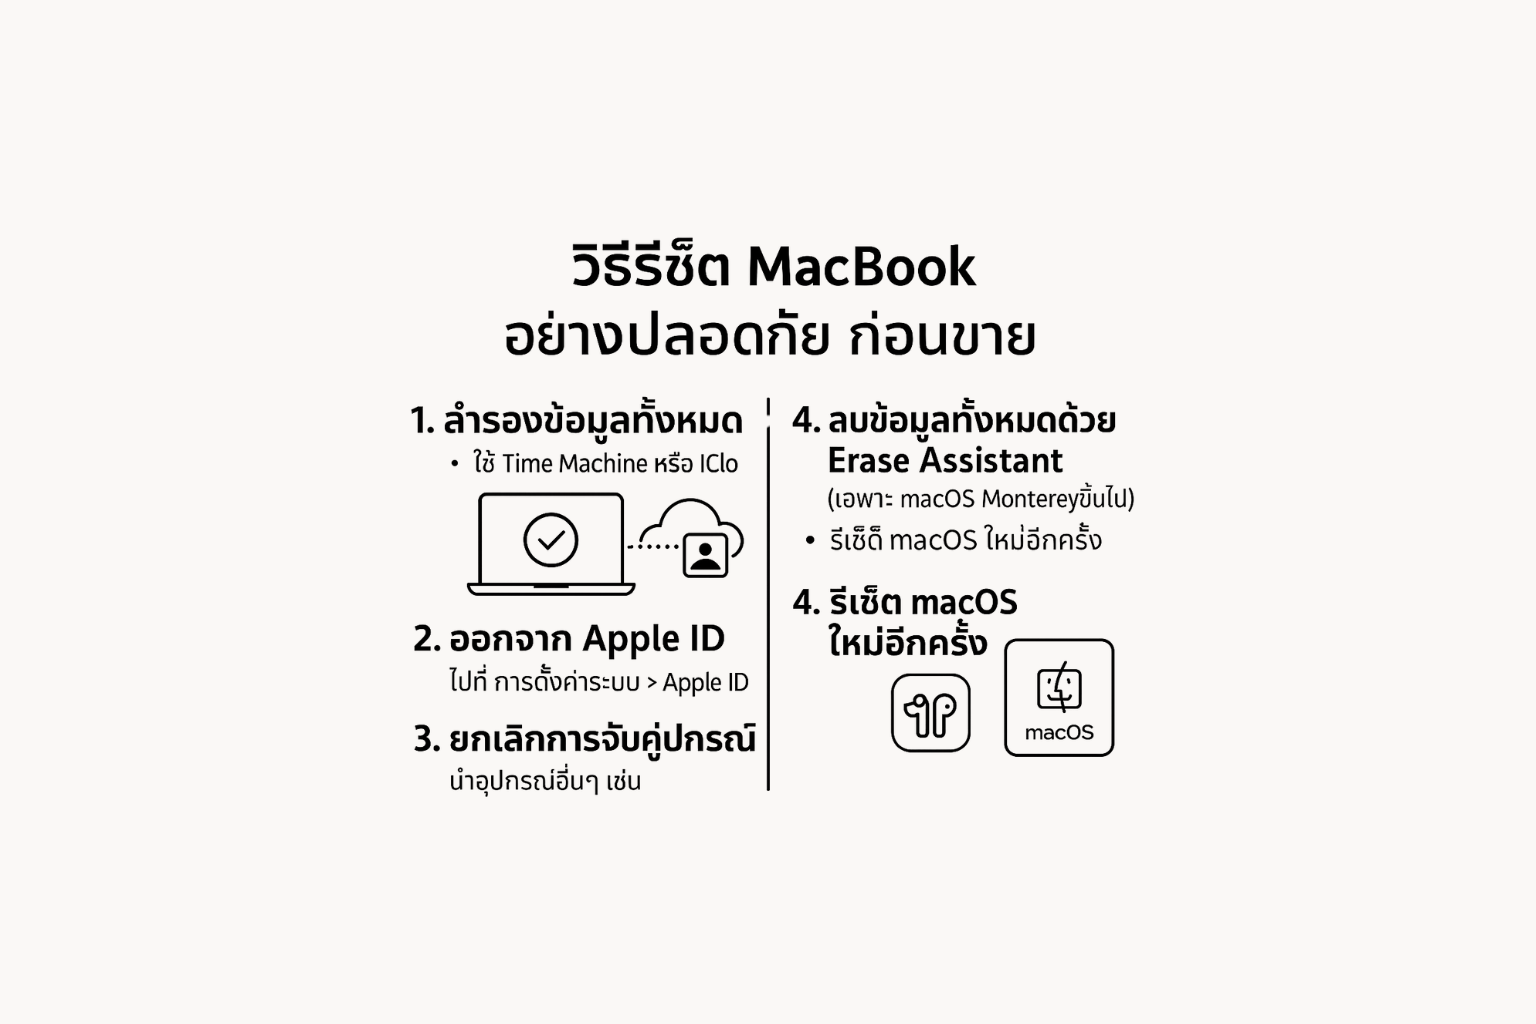 วิธีรีซ็ต MacBook
อย่างปลอดกัย ก่อนขาย
1. ลำรองข้อมูลทั้งหมด
• ใช้ Time Machine หรือ IClo
2. ออกจาก Apple ID
ไปที่ การตั้งค่าระบบ > Apple ID
3. ยกเลิกการจับคู่ปกรณ์
นำอุปกรณ์อื่นๆ เช่น
4. ลบข้อมูลทั้งหมดด้วย
Erase Assistant
(เฉพาะ macOS Montereyขิ้นไป)
• รีเซ็ด็ macOS ใหม่อีกครั้ง
4. รีเซ็ต macOS
ใหม่อีกครั้ง
macOS